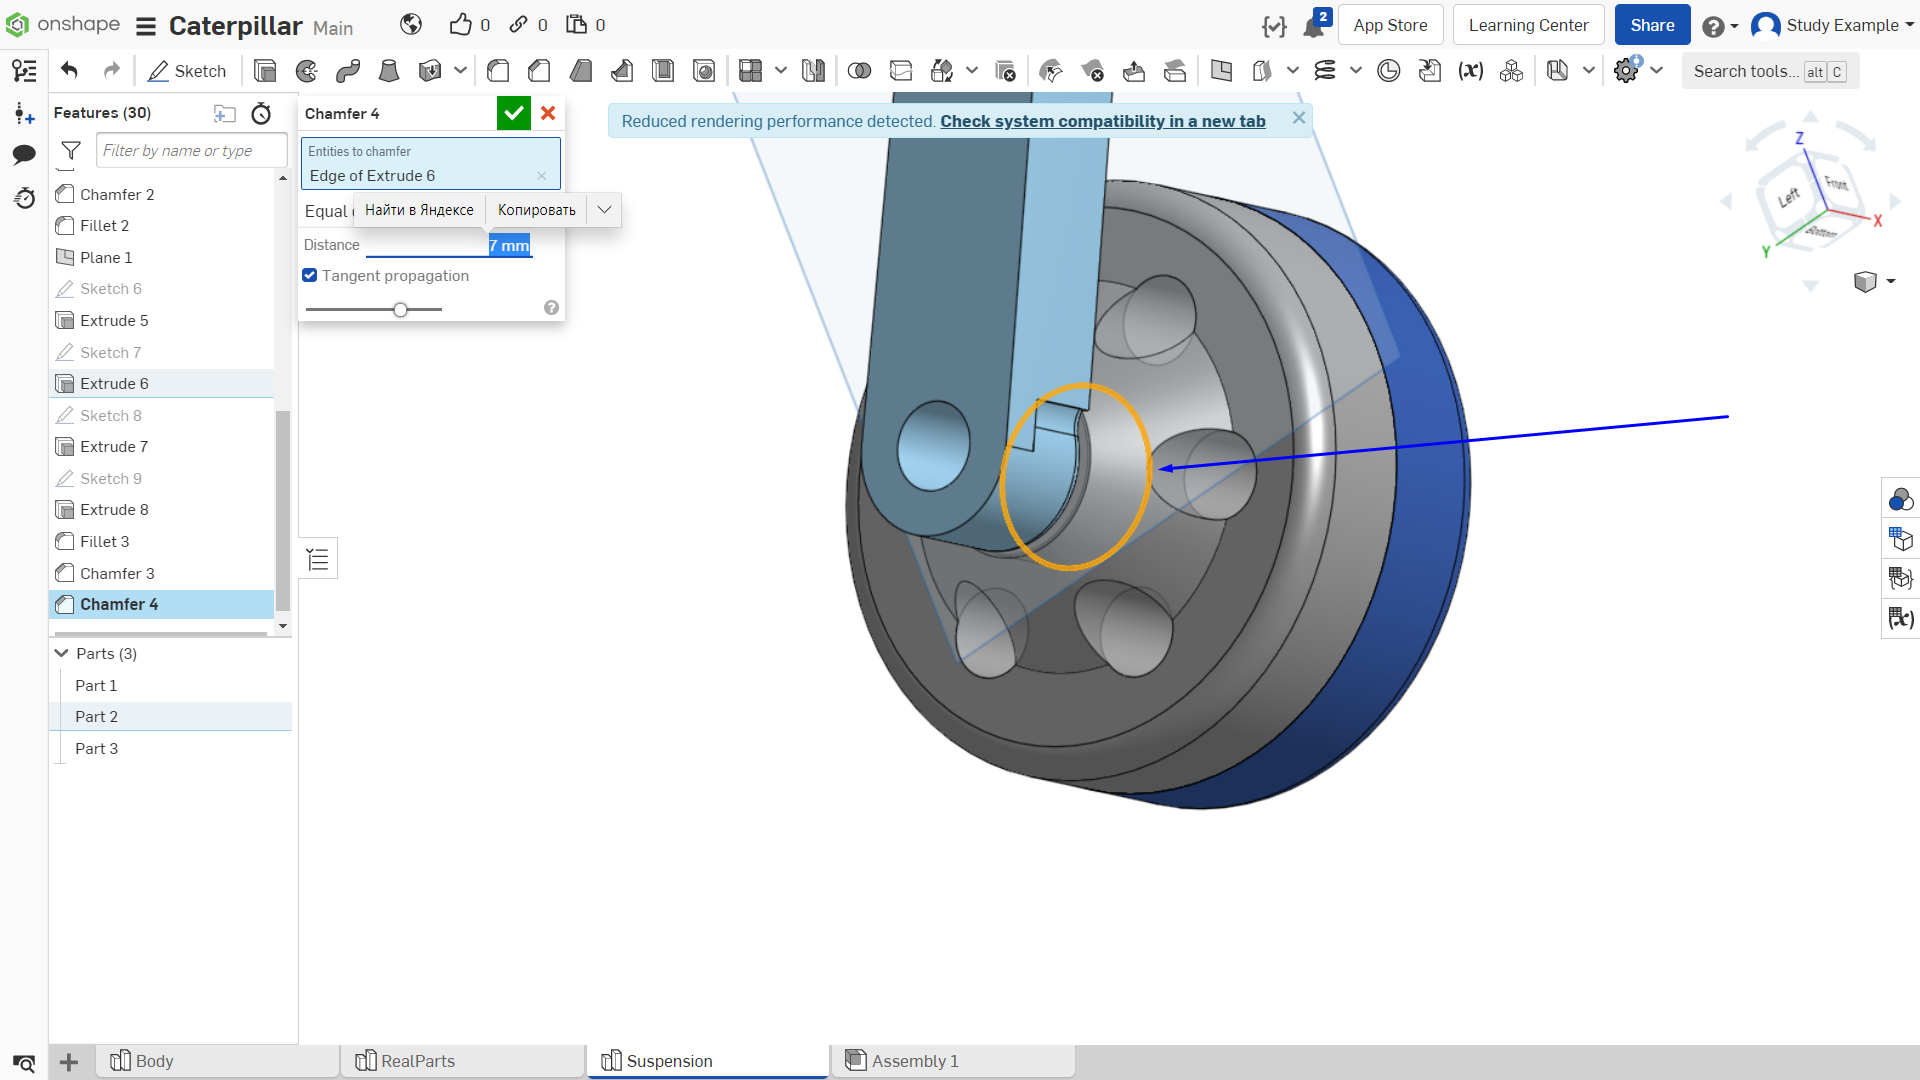 onshape Caterpillar Main 0 0 0 2 App Store Learning Center Share Study Example
Sketch Search tools... alt C
Features (30)
Filter by name or type
Chamfer 2
Fillet 2
Plane 1
Sketch 6
Extrude 5
Sketch 7
Extrude 6
Sketch 8
Extrude 7
Sketch 9
Extrude 8
Fillet 3
Chamfer 3
Chamfer 4
Parts (3)
Part 1
Part 2
Part 3
Chamfer 4
Entities to chamfer
Edge of Extrude 6
Equal
Найти в Яндексе Копировать
Distance 7 mm
Tangent propagation
Reduced rendering performance detected. Check system compatibility in a new tab
Z
Left Front
Bottom X
Y
Body RealParts Suspension Assembly 1